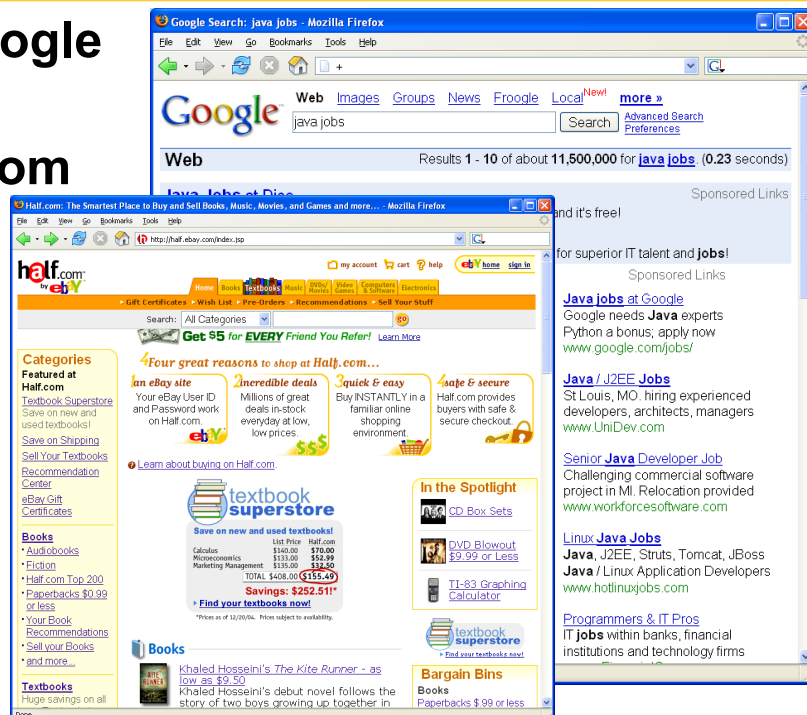 ogle
om
Google Search: java jobs - Mozilla Firefox
File Edit View Go Bookmarks Tools Help
+
G
Google
Web Images Groups News Froogle Local New! more »
java jobs
Search
Advanced Search
Preferences
Web
Results 1 - 10 of about 11,500,000 for java jobs. (0.23 seconds)
Java Jobs at Dice
Sponsored Links
and it's free!
for superior IT talent and jobs!
Sponsored Links
Java jobs at Google
Google needs Java experts
Python a bonus; apply now
www.google.com/jobs/
Java / J2EE Jobs
St Louis, MO. hiring experienced
developers, architects, managers
www.UniDev.com
Senior Java Developer Job
Challenging commercial software
project in MI. Relocation provided
www.workforcesoftware.com
Linux Java Jobs
Java, J2EE, Struts, Tomcat, JBoss
Java / Linux Application Developers
www.hotlinuxjobs.com
Programmers & IT Pros
IT jobs within banks, financial
institutions and technology firms
Half.com: The Smartest Place to Buy and Sell Books, Music, Movies, and Games and more... - Mozilla Firefox
File Edit View Go Bookmarks Tools Help
http://half.ebay.com/index.jsp
G
half.com
by ebY
my account cart ? help
ebY home sign in
Home Books Textbooks Music DVDs/ Movies Video Games Computers & Software Electronics
Gift Certificates Wish List Pre-Orders Recommendations Sell Your Stuff
Search: All Categories go
Get $5 for EVERY Friend You Refer! Learn More
4 Four great reasons to shop at Half.com...
1 an eBay site
Your eBay User ID
and Password work
on Half.com.
ebY
2 incredible deals
Millions of great
deals in-stock
everyday at low,
low prices.
$$$
3 quick & easy
Buy INSTANTLY in a
familiar online
shopping
environment.
4 safe & secure
Half.com provides
buyers with safe &
secure checkout.
Learn about buying on Half.com.
Categories
Featured at
Half.com
Textbook Superstore
Save on new and
used textbooks!
Save on Shipping
Sell Your Textbooks
Recommendation
Center
eBay Gift
Certificates
Books
• Audiobooks
• Fiction
• Half.com Top 200
• Paperbacks $0.99
or less
• Your Book
Recommendations
• Sell your Books
• and more...
Textbooks
Huge savings on all
textbook
superstore
Save on new and used textbooks!
List Price Half.com
Calculus $140.00 $70.00
Microeconomics $133.00 $52.99
Marketing Management $135.00 $32.50
TOTAL $408.00 $155.49
Savings: $252.51!*
Find your textbooks now!
*Prices as of 12/20/04. Prices subject to availability.
Books
Khaled Hosseini's The Kite Runner - as
low as $9.50
Khaled Hosseini's debut novel follows the
story of two boys growing up together in
In the Spotlight
CD Box Sets
DVD Blowout
$9.99 or Less
TI-83 Graphing
Calculator
textbook
superstore
Find your textbooks now!
Bargain Bins
Books
Paperbacks $.99 or less
Done